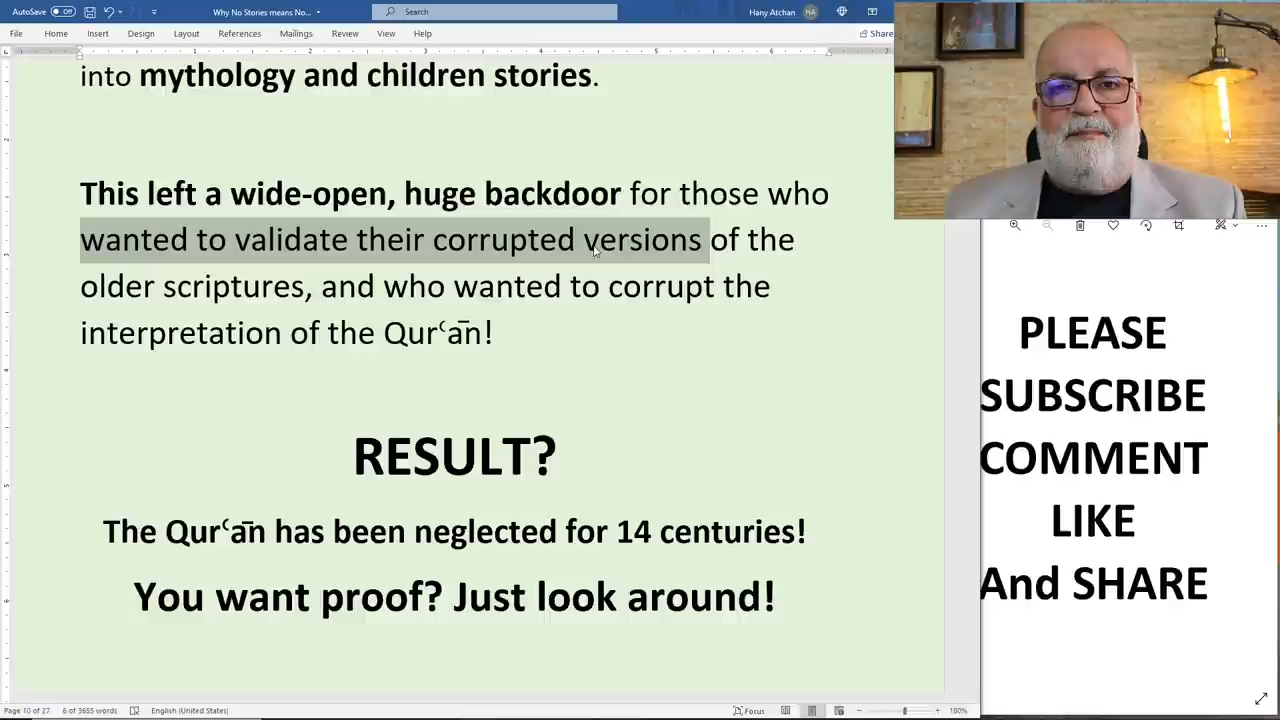 AutoSave Off Why No Stories means No... Search Hany Atchan HA
File Home Insert Design Layout References Mailings Review View Help Share
into mythology and children stories.
This left a wide-open, huge backdoor for those who
wanted to validate their corrupted versions of the
older scriptures, and who wanted to corrupt the
interpretation of the Qurʿān!
RESULT?
The Qurʿān has been neglected for 14 centuries!
You want proof? Just look around!
PLEASE
SUBSCRIBE
COMMENT
LIKE
And SHARE
Page 10 of 27 6 of 3655 words English (United States) Focus 180%